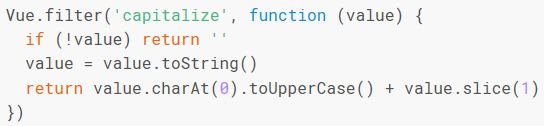 Vue.filter('capitalize', function (value) {
  if (!value) return ''
  value = value.toString()
  return value.charAt(0).toUpperCase() + value.slice(1)
})